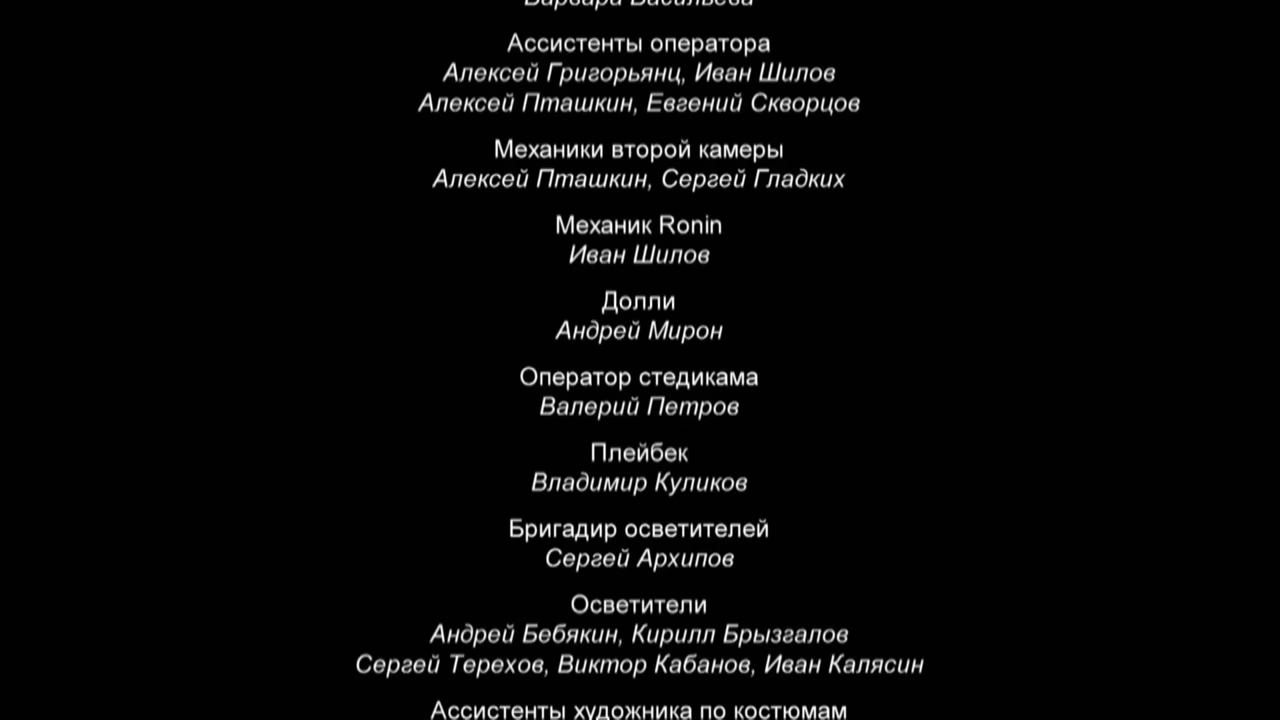 Варвара Васильева
Ассистенты оператора
Алексей Григорьянц, Иван Шилов
Алексей Пташкин, Евгений Скворцов
Механики второй камеры
Алексей Пташкин, Сергей Гладких
Механик Ronin
Иван Шилов
Долли
Андрей Мирон
Оператор стедикама
Валерий Петров
Плейбек
Владимир Куликов
Бригадир осветителей
Сергей Архипов
Осветители
Андрей Бебякин, Кирилл Брызгалов
Сергей Терехов, Виктор Кабанов, Иван Калясин
Ассистенты художника по костюмам